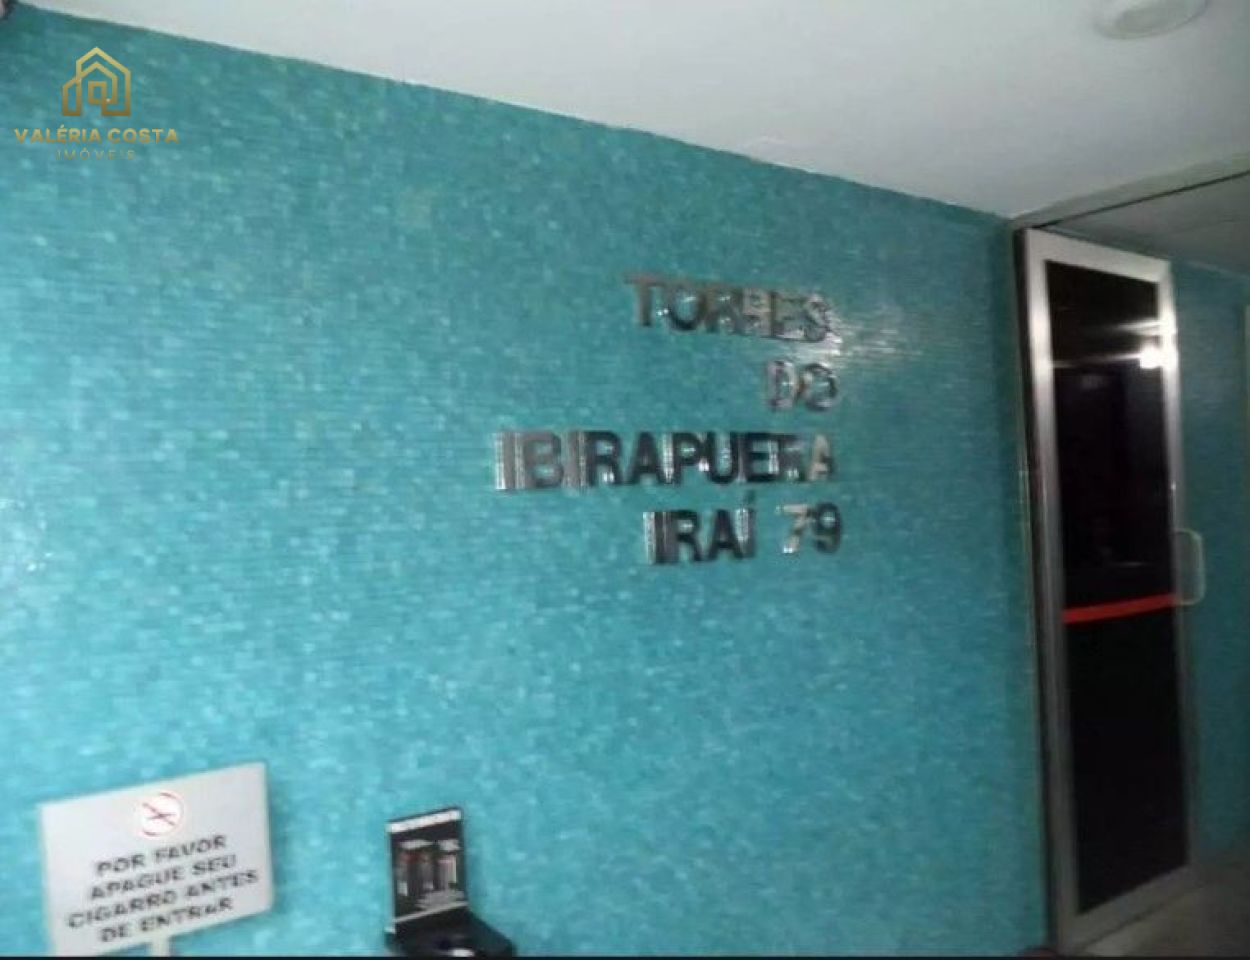 VALÉRIA COSTA
IMÓVEIS
TORRES
DO
IBIRAPUERA
IRAÍ 79
POR FAVOR
APAGUE SEU
CIGARRO ANTES
DE ENTRAR